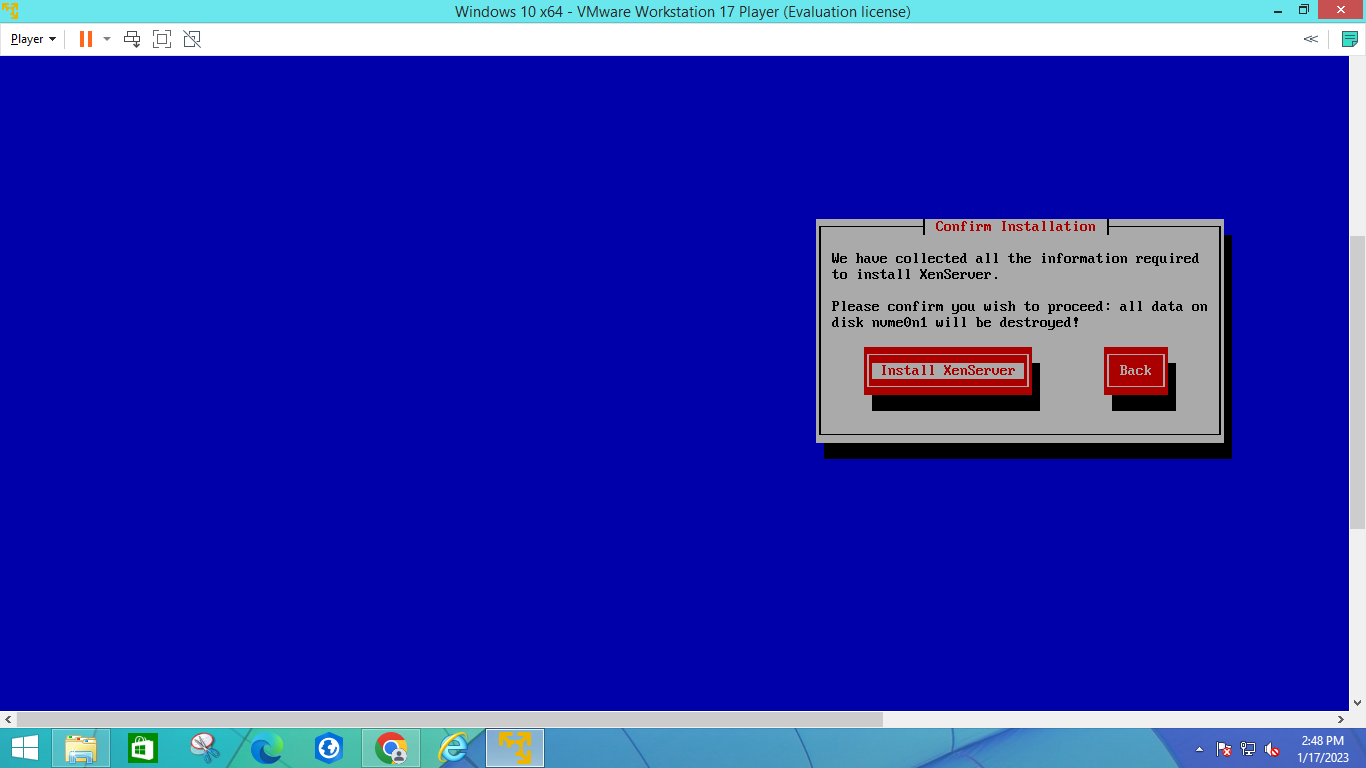 Windows 10 x64 - VMware Workstation 17 Player (Evaluation license)
Player
Confirm Installation
We have collected all the information required
to install XenServer.
Please confirm you wish to proceed: all data on
disk nvme0n1 will be destroyed!
Install XenServer Back
2:48 PM
1/17/2023